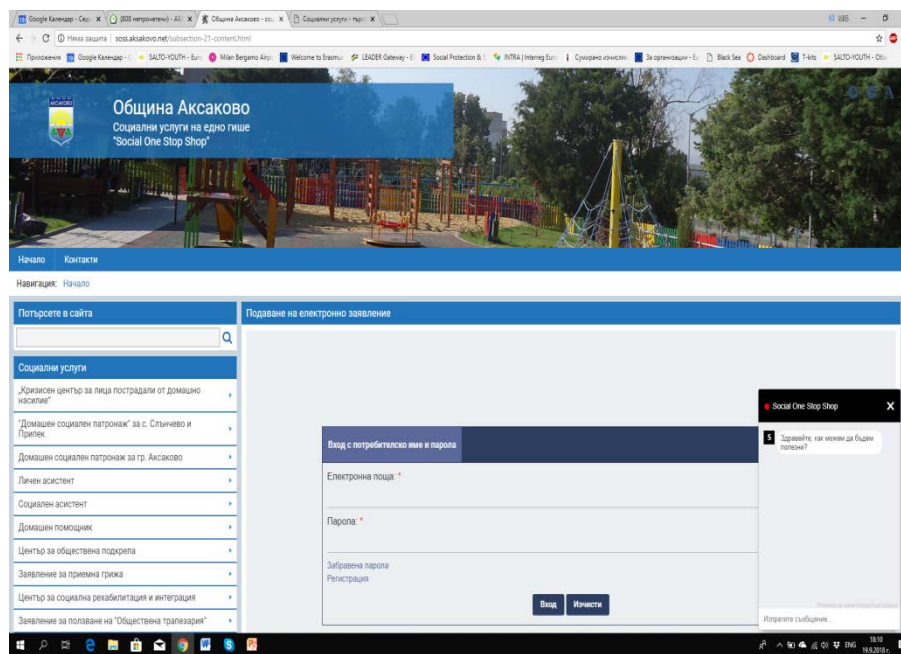 Google Календар - Седм
(808 непрочетени) - Аб
Община Аксаково - соц
Социални услуги - търс
Няма защита | soss.aksakovo.net/subsection-21-content.html
Приложения
Google Календар - С
SALTO-YOUTH - Euro
Milan Bergamo Airpo
Welcome to Erasmus
LEADER Gateway - E
Social Protection &
INTRA | Interreg Euro
Сумирано изчислен
За организации - Е
Black Sea
Dashboard
T-kits
SALTO-YOUTH - Otla
АКСАКОВО
Община Аксаково
Социални услуги на едно гише
"Social One Stop Shop"
Начало
Контакти
Навигация: Начало
Потърсете в сайта
Подаване на електронно заявление
Социални услуги
„Кризисен център за лица пострадали от домашно
насилие"
"Домашен социален патронаж" за с. Слънчево и
Припек
Домашен социален патронаж за гр. Аксаково
Личен асистент
Социален асистент
Домашен помощник
Център за обществена подкрепа
Заявление за приемна грижа
Център за социална рехабилитация и интеграция
Заявление за ползване на "Обществена трапезария"
Вход с потребителско име и парола
Електронна поща: *
Парола: *
Забравена парола
Регистрация
Вход
Изчисти
Social One Stop Shop
X
S
Здравейте, как можем да бъдем
полезни?
Изпратете съобщение...
ENG
18:10
19.9.2018 г.